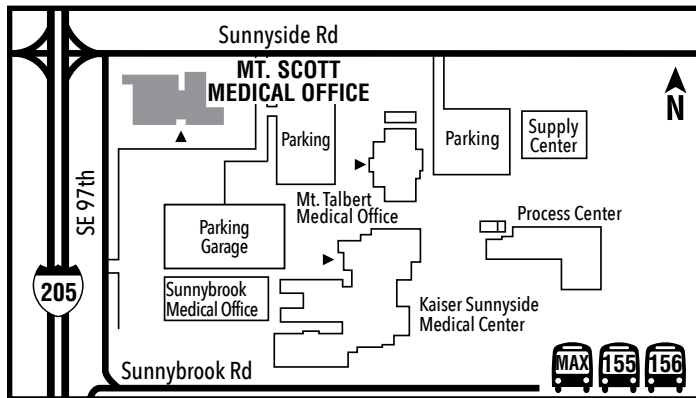 Sunnyside Rd
MT. SCOTT
MEDICAL OFFICE
N
Parking
Parking
Supply
Center
SE 97th
Mt. Talbert
Medical Office
Parking
Garage
Process Center
205
Sunnybrook
Medical Office
Kaiser Sunnyside
Medical Center
Sunnybrook Rd
MAX
155
156